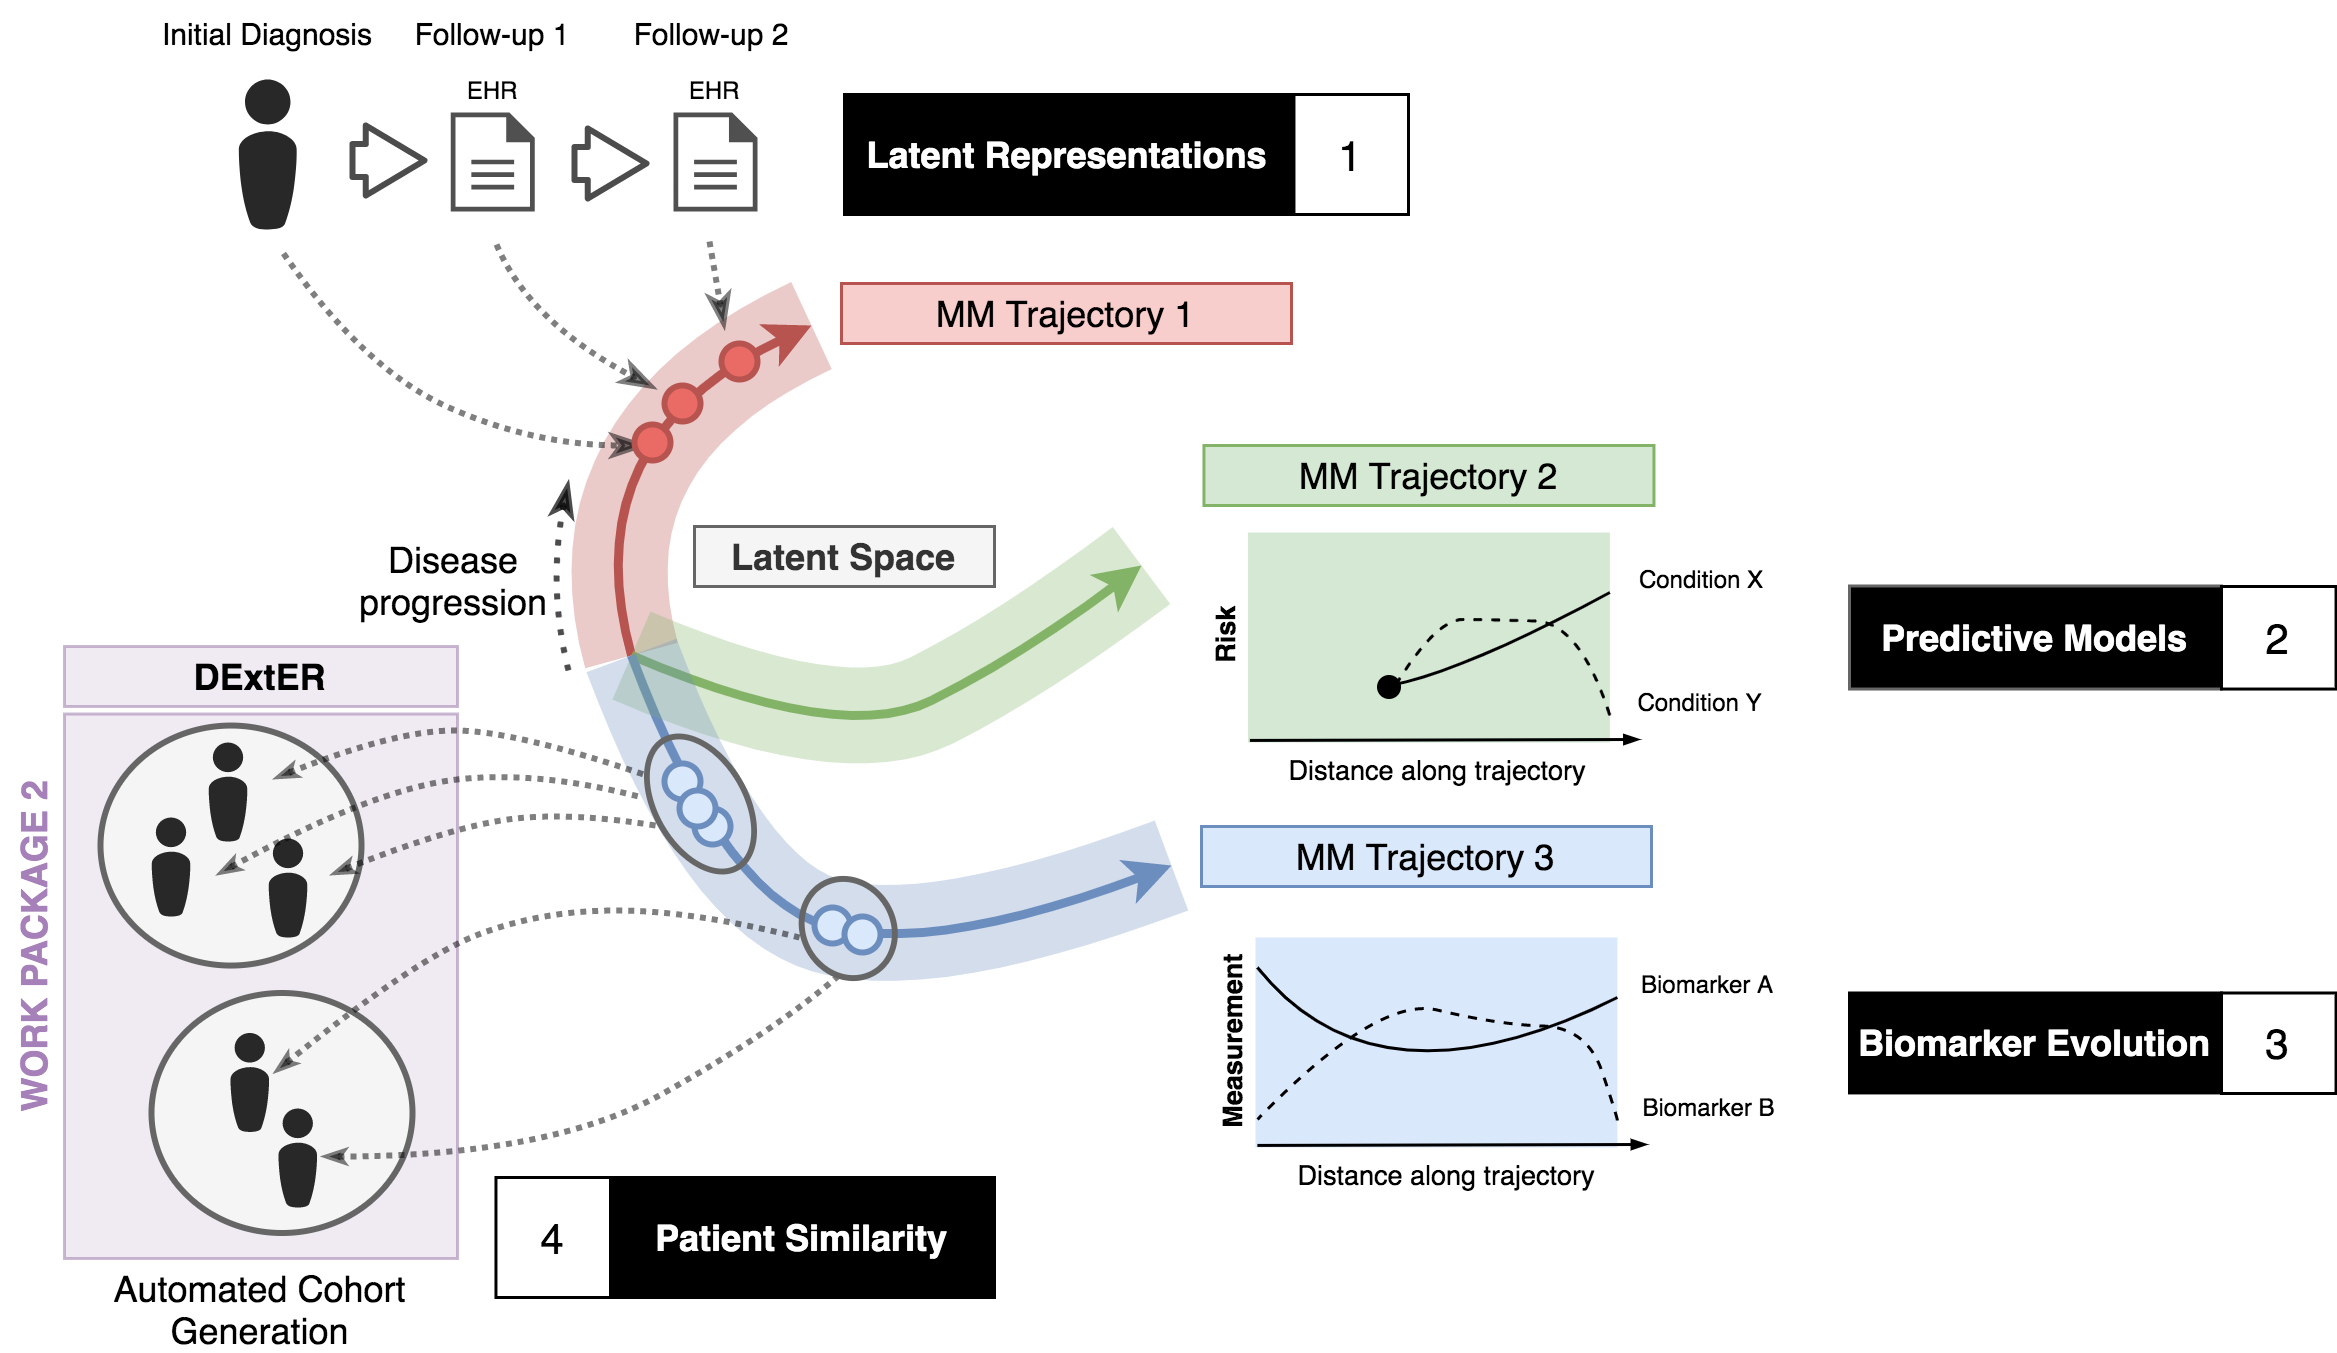 Initial Diagnosis
Follow-up 1
Follow-up 2
EHR
EHR
Latent Representations
1
MM Trajectory 1
MM Trajectory 2
Latent Space
Disease
progression
Risk
Condition X
Condition Y
Distance along trajectory
Predictive Models
2
DExtER
WORK PACKAGE 2
MM Trajectory 3
Measurement
Biomarker A
Biomarker B
Distance along trajectory
Biomarker Evolution
3
4
Patient Similarity
Automated Cohort
Generation